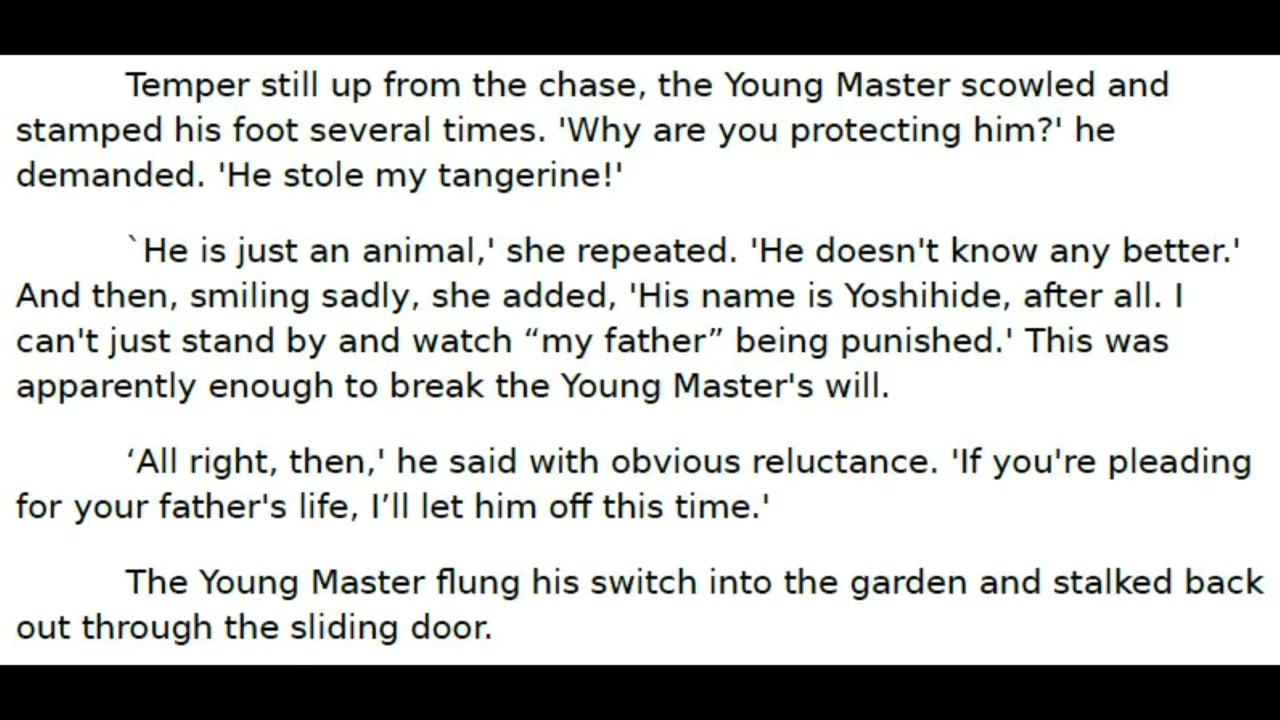 Temper still up from the chase, the Young Master scowled and
stamped his foot several times. 'Why are you protecting him?' he
demanded. 'He stole my tangerine!'
`He is just an animal,' she repeated. 'He doesn't know any better.'
And then, smiling sadly, she added, 'His name is Yoshihide, after all. I
can't just stand by and watch “my father” being punished.' This was
apparently enough to break the Young Master's will.
‘All right, then,' he said with obvious reluctance. 'If you're pleading
for your father's life, I’ll let him off this time.'
The Young Master flung his switch into the garden and stalked back
out through the sliding door.